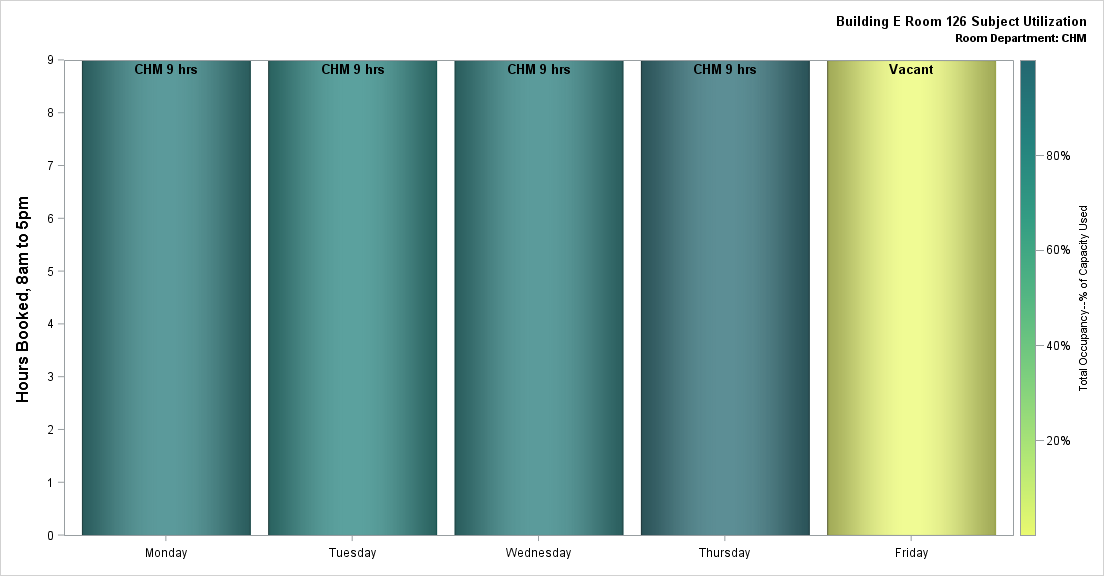 Building E Room 126 Subject Utilization
Room Department: CHM
Hours Booked, 8am to 5pm
9
8
7
6
5
4
3
2
1
0
CHM 9 hrs
CHM 9 hrs
CHM 9 hrs
CHM 9 hrs
Vacant
Monday
Tuesday
Wednesday
Thursday
Friday
80%
60%
40%
20%
Total Occupancy--% of Capacity Used